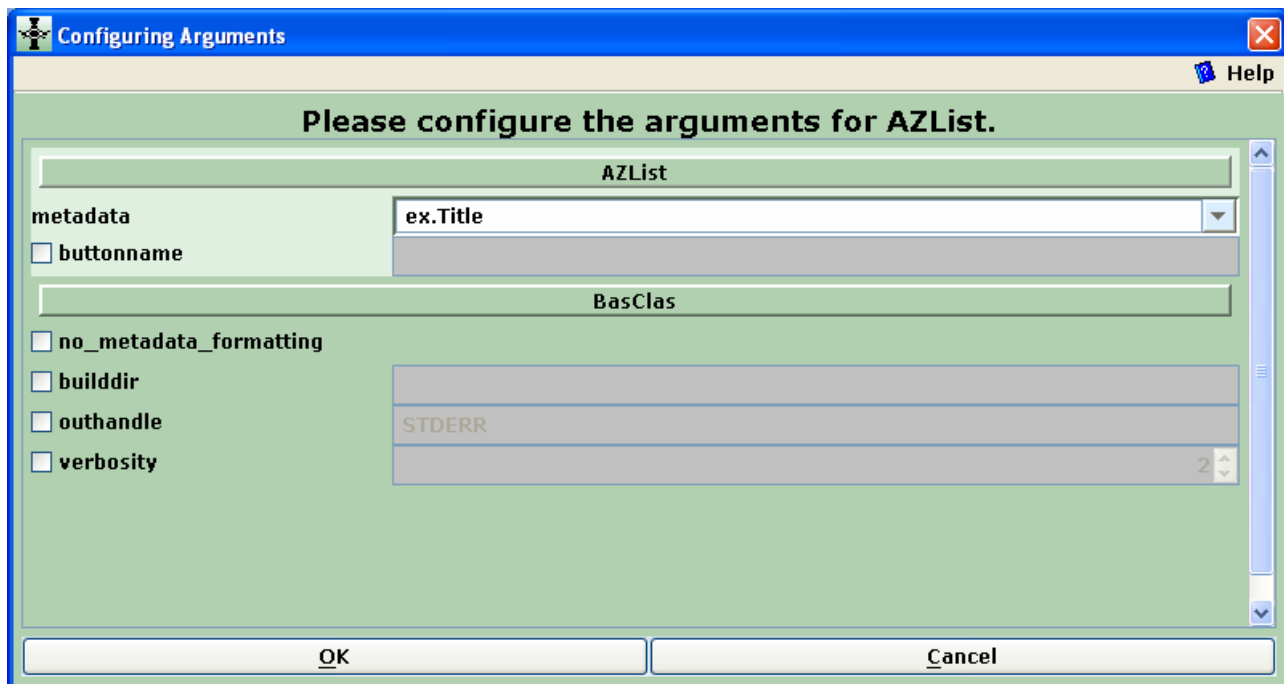 Configuring Arguments
Help
Please configure the arguments for AZList.
AZList
metadata ex.Title
buttonname
BasClas
no_metadata_formatting
builddir
outhandle STDERR
verbosity 2
OK Cancel